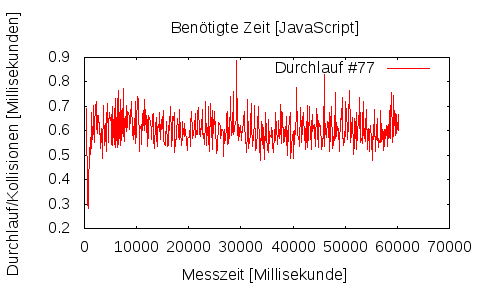 Benötigte Zeit [JavaScript]
Durchlauf/Kollisionen [Millisekunden]
Durchlauf #77
0.9
0.8
0.7
0.6
0.5
0.4
0.3
0.2
0 10000 20000 30000 40000 50000 60000 70000
Messzeit [Millisekunde]